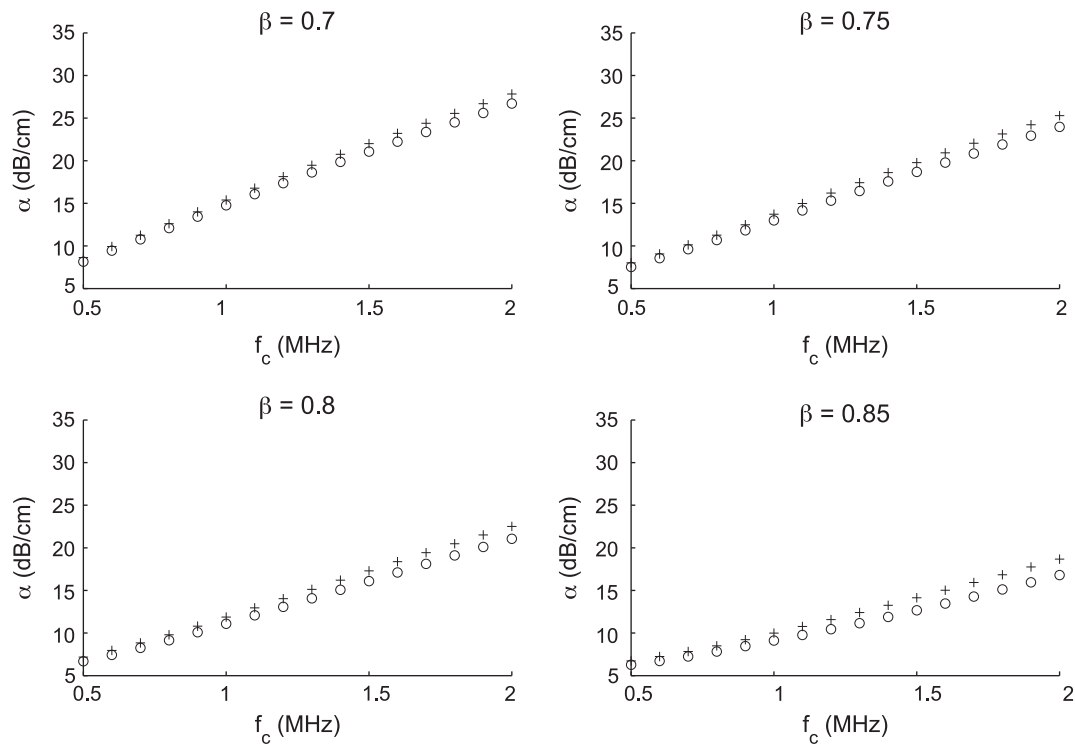 β = 0.7
35
30
25
20
15
10
5
α (dB/cm)
0.5 1 1.5 2
f_c (MHz)
β = 0.75
35
30
25
20
15
10
5
α (dB/cm)
0.5 1 1.5 2
f_c (MHz)
β = 0.8
35
30
25
20
15
10
5
α (dB/cm)
0.5 1 1.5 2
f_c (MHz)
β = 0.85
35
30
25
20
15
10
5
α (dB/cm)
0.5 1 1.5 2
f_c (MHz)